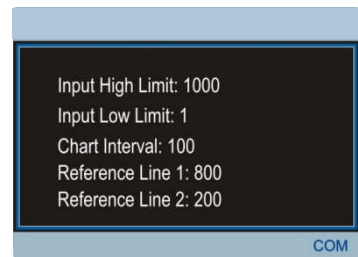 Input High Limit: 1000
Input Low Limit: 1
Chart Interval: 100
Reference Line 1: 800
Reference Line 2: 200
COM